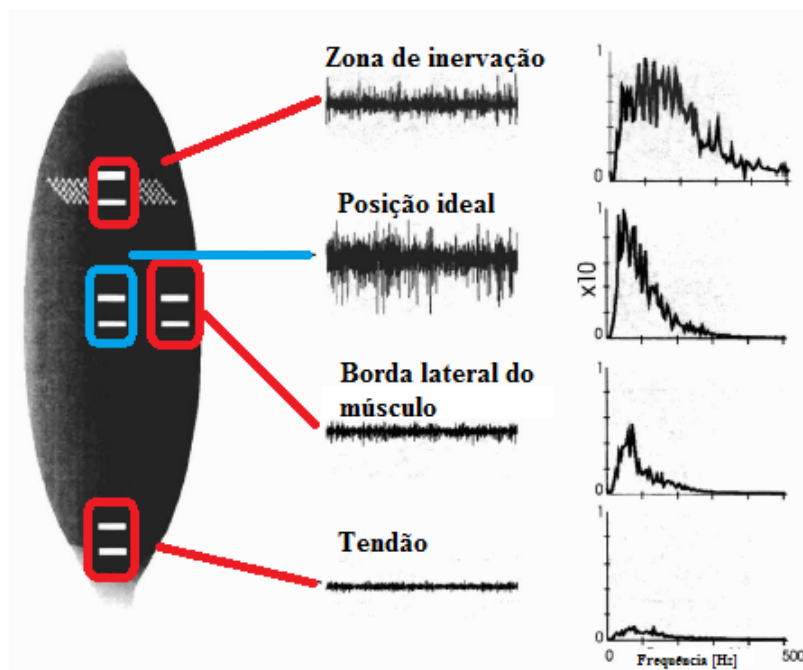 Zona de inervação
1
0
Posição ideal
1
x10
0
Borda lateral do
músculo
1
0
Tendão
1
0
0
Frequência [Hz]
500